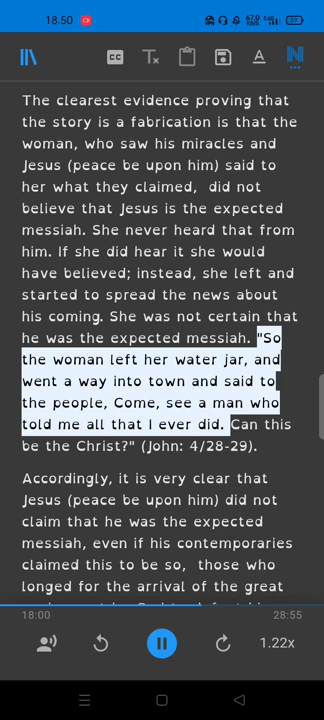 18.50
67.0
KB/S
57
CC
The clearest evidence proving that
the story is a fabrication is that the
woman, who saw his miracles and
Jesus (peace be upon him) said to
her what they claimed, did not
believe that Jesus is the expected
messiah. She never heard that from
him. If she did hear it she would
have believed; instead, she left and
started to spread the news about
his coming. She was not certain that
he was the expected messiah. "So
the woman left her water jar, and
went a way into town and said to
the people, Come, see a man who
told me all that I ever did. Can this
be the Christ?" (John: 4/28-29).
Accordingly, it is very clear that
Jesus (peace be upon him) did not
claim that he was the expected
messiah, even if his contemporaries
claimed this to be so, those who
longed for the arrival of the great
18:00
28:55
1.22x